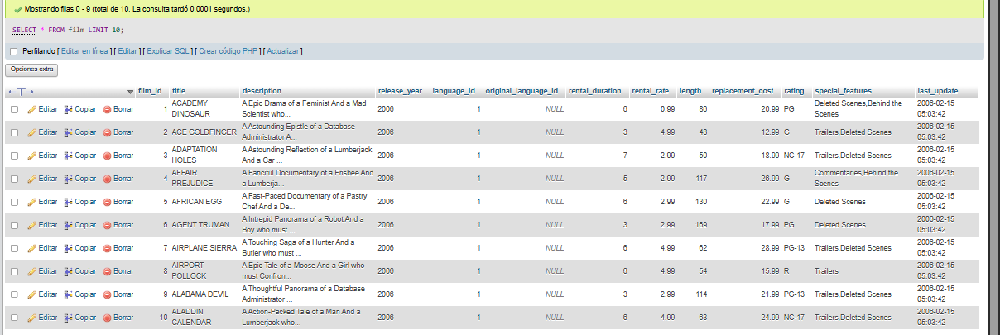 Mostrando filas 0 - 9 (total de 10, La consulta tardó 0.0001 segundos.)
SELECT * FROM film LIMIT 10;
Perfilando [ Editar en línea ] [ Editar ] [ Explicar SQL ] [ Crear código PHP ] [ Actualizar ]
Opciones extra
film_id title description release_year language_id original_language_id rental_duration rental_rate length replacement_cost rating special_features last_update
Editar Copiar Borrar 1 ACADEMY DINOSAUR A Epic Drama of a Feminist And a Mad Scientist who... 2006 1 NULL 6 0.99 86 20.99 PG Deleted Scenes,Behind the Scenes 2006-02-15 05:03:42
Editar Copiar Borrar 2 ACE GOLDFINGER A Astounding Epistle of a Database Administrator A... 2006 1 NULL 3 4.99 48 12.99 G Trailers,Deleted Scenes 2006-02-15 05:03:42
Editar Copiar Borrar 3 ADAPTATION HOLES A Astounding Reflection of a Lumberjack And a Car ... 2006 1 NULL 7 2.99 50 18.99 NC-17 Trailers,Deleted Scenes 2006-02-15 05:03:42
Editar Copiar Borrar 4 AFFAIR PREJUDICE A Fanciful Documentary of a Frisbee And a Lumberja... 2006 1 NULL 5 2.99 117 26.99 G Commentaries,Behind the Scenes 2006-02-15 05:03:42
Editar Copiar Borrar 5 AFRICAN EGG A Fast-Paced Documentary of a Pastry Chef And a De... 2006 1 NULL 6 2.99 130 22.99 G Deleted Scenes 2006-02-15 05:03:42
Editar Copiar Borrar 6 AGENT TRUMAN A Intrepid Panorama of a Robot And a Boy who must ... 2006 1 NULL 3 2.99 169 17.99 PG Deleted Scenes 2006-02-15 05:03:42
Editar Copiar Borrar 7 AIRPLANE SIERRA A Touching Saga of a Hunter And a Butler who must ... 2006 1 NULL 6 4.99 62 28.99 PG-13 Trailers,Deleted Scenes 2006-02-15 05:03:42
Editar Copiar Borrar 8 AIRPORT POLLOCK A Epic Tale of a Moose And a Girl who must Confron... 2006 1 NULL 6 4.99 54 15.99 R Trailers 2006-02-15 05:03:42
Editar Copiar Borrar 9 ALABAMA DEVIL A Thoughtful Panorama of a Database Administrator ... 2006 1 NULL 3 2.99 114 21.99 PG-13 Trailers,Deleted Scenes 2006-02-15 05:03:42
Editar Copiar Borrar 10 ALADDIN CALENDAR A Action-Packed Tale of a Man And a Lumberjack who... 2006 1 NULL 6 4.99 63 24.99 NC-17 Trailers,Deleted Scenes 2006-02-15 05:03:42